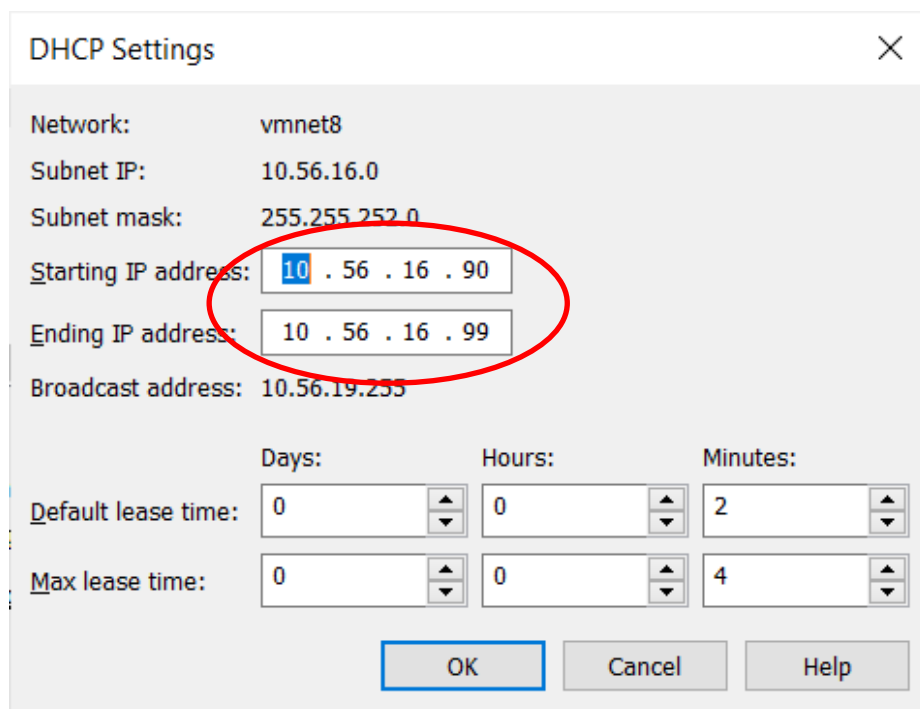 DHCP Settings
Network: vmnet8
Subnet IP: 10.56.16.0
Subnet mask: 255.255.252.0
Starting IP address: 10 . 56 . 16 . 90
Ending IP address: 10 . 56 . 16 . 99
Broadcast address: 10.56.19.255
Days: Hours: Minutes:
Default lease time: 0 0 2
Max lease time: 0 0 4
OK Cancel Help